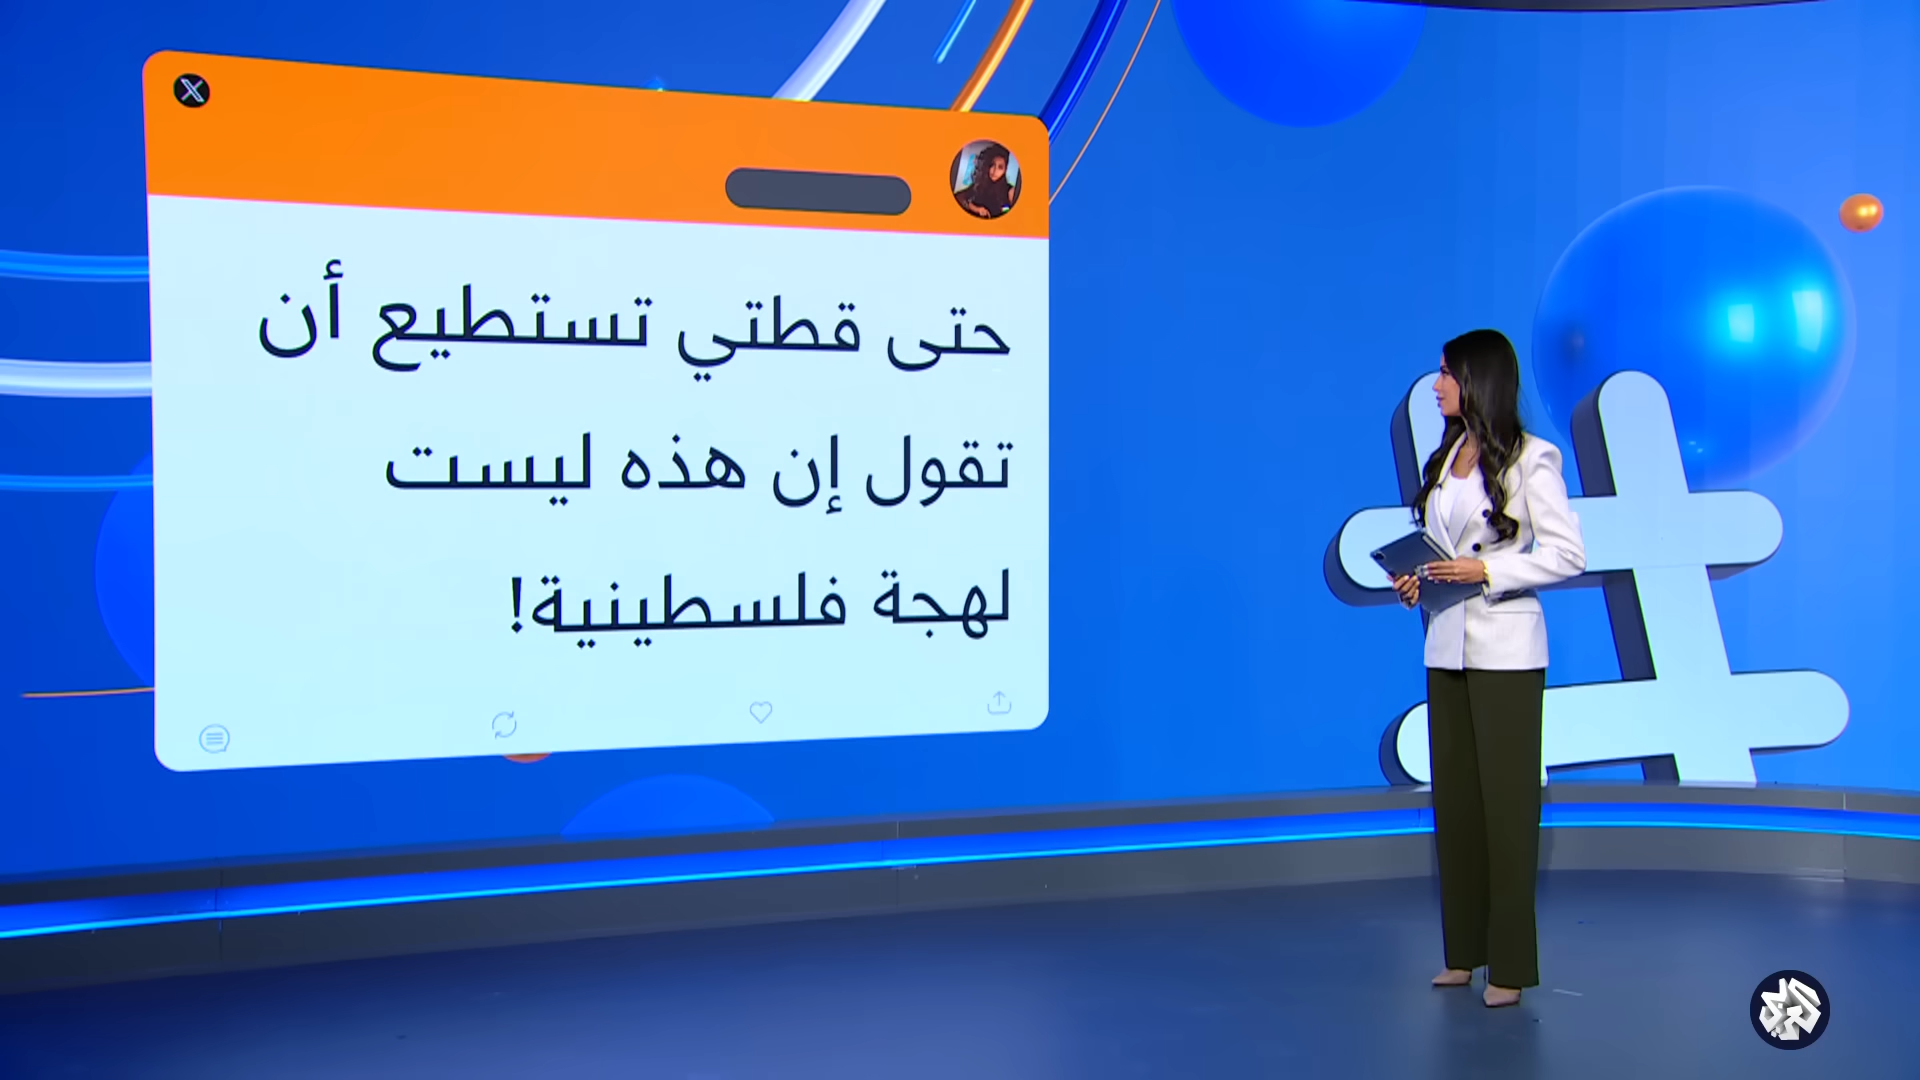 حتى قطتي تستطيع أن
تقول إن هذه ليست
لهجة فلسطينية!